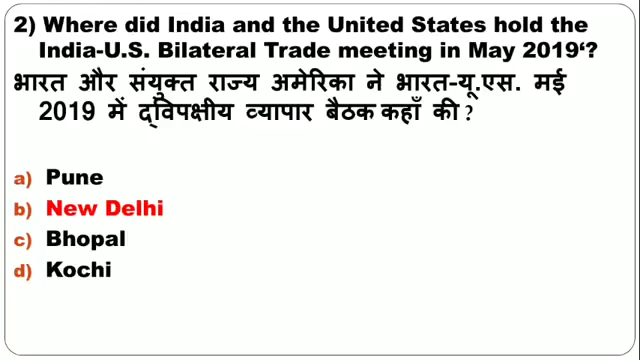 2) Where did India and the United States hold the
India-U.S. Bilateral Trade meeting in May 2019‘?
भारत और संयुक्त राज्य अमेरिका ने भारत-यू.एस. मई
2019 में द्विपक्षीय व्यापार बैठक कहाँ की ?
a) Pune
b) New Delhi
c) Bhopal
d) Kochi